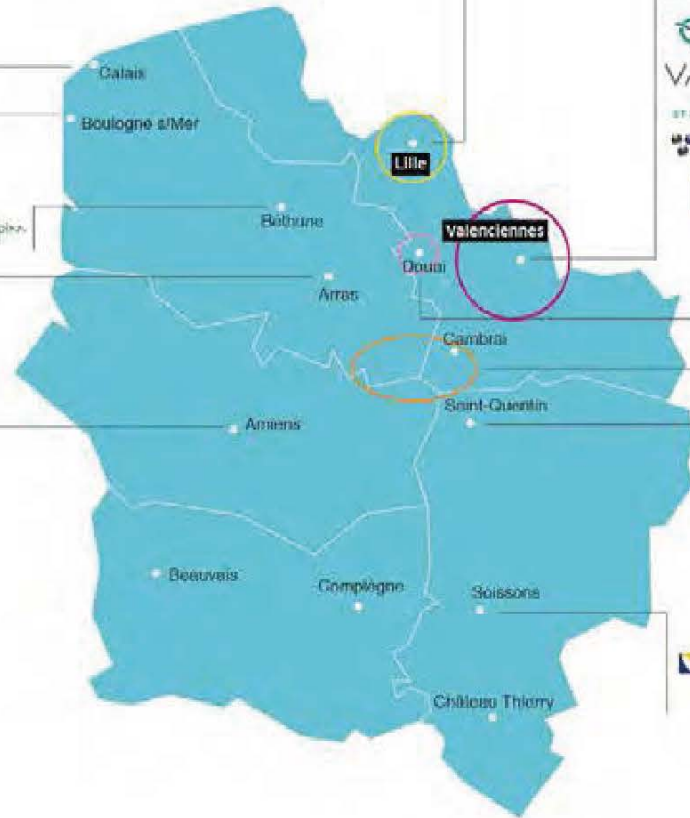 Calais
Boulogne s/Mer
Lille
Béthune
Valenciennes
Douai
Arras
Cambrai
Saint-Quentin
Amiens
Beauvais
Compiègne
Soissons
Château Thierry